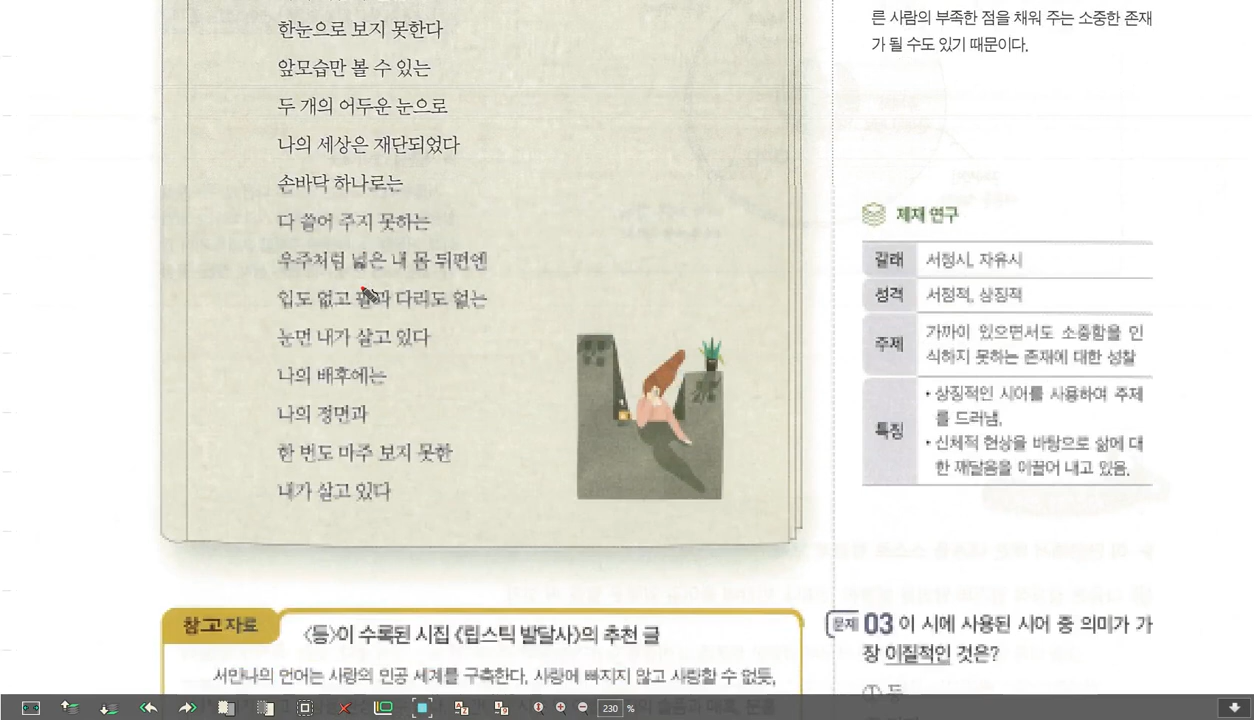 한눈으로 보지 못한다
앞모습만 볼 수 있는
두 개의 어두운 눈으로
나의 세상은 재단되었다
손바닥 하나로는
다 쓸어 주지 못하는
우주처럼 넓은 내 몸 뒤편엔
입도 없고 팔과 다리도 없는
눈먼 내가 살고 있다
나의 배후에는
나의 정면과
한 번도 마주 보지 못한
내가 살고 있다
른 사람의 부족한 점을 채워 주는 소중한 존재
가 될 수도 있기 때문이다.
제재 연구
갈래 서정시, 자유시
성격 서정적, 상징적
주제 가까이 있으면서도 소중함을 인
식하지 못하는 존재에 대한 성찰
특징 • 상징적인 시어를 사용하여 주제
를 드러냄.
• 신체적 현상을 바탕으로 삶에 대
한 깨달음을 이끌어 내고 있음.
참고 자료
〈등〉이 수록된 시집 《립스틱 발달사》의 추천 글
서안나의 언어는 사랑의 인공 세계를 구축한다. 사랑에 빠지지 않고 사랑할 수 없듯,
문제 03 이 시에 사용된 시어 중 의미가 가
장 이질적인 것은?
① 등
230 %